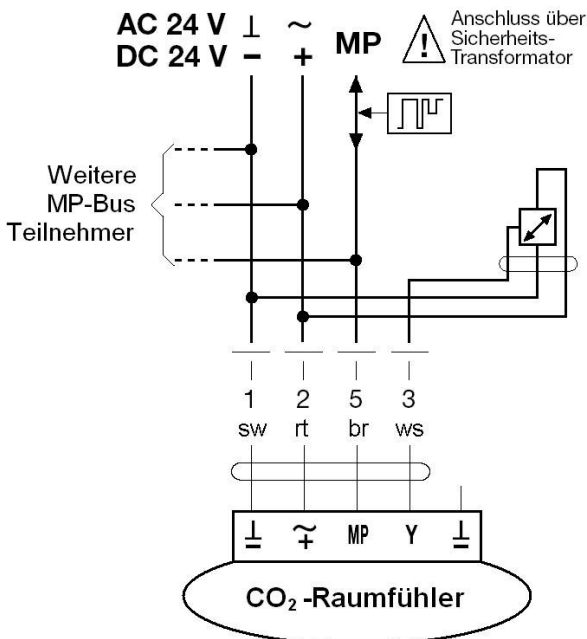 AC 24 V ⊥ ~
DC 24 V − +
MP
Anschluss über
Sicherheits-
Transformator
!
Weitere
MP-Bus
Teilnehmer
1 2 5 3
sw rt br ws
MP Y
CO₂ -Raumfühler